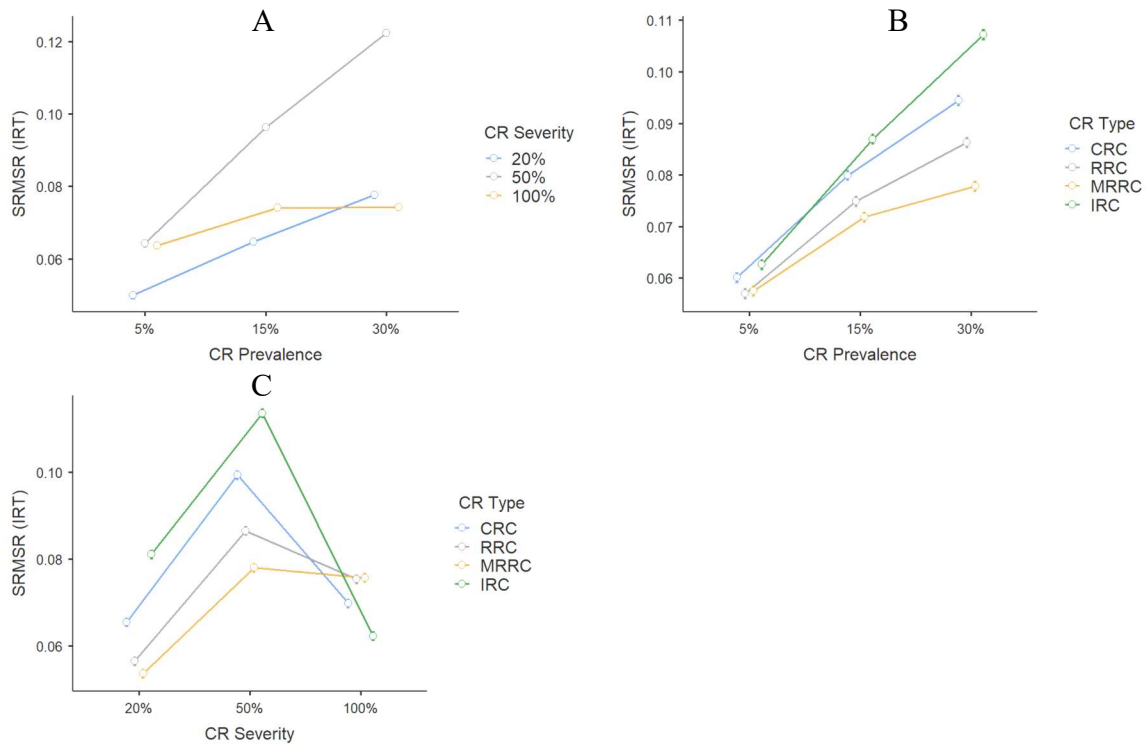 A
SRMSR (IRT)
0.12
0.10
0.08
0.06
5%
15%
30%
CR Prevalence
CR Severity
20%
50%
100%
B
SRMSR (IRT)
0.11
0.10
0.09
0.08
0.07
0.06
5%
15%
30%
CR Prevalence
CR Type
CRC
RRC
MRRC
IRC
C
SRMSR (IRT)
0.10
0.08
0.06
20%
50%
100%
CR Severity
CR Type
CRC
RRC
MRRC
IRC